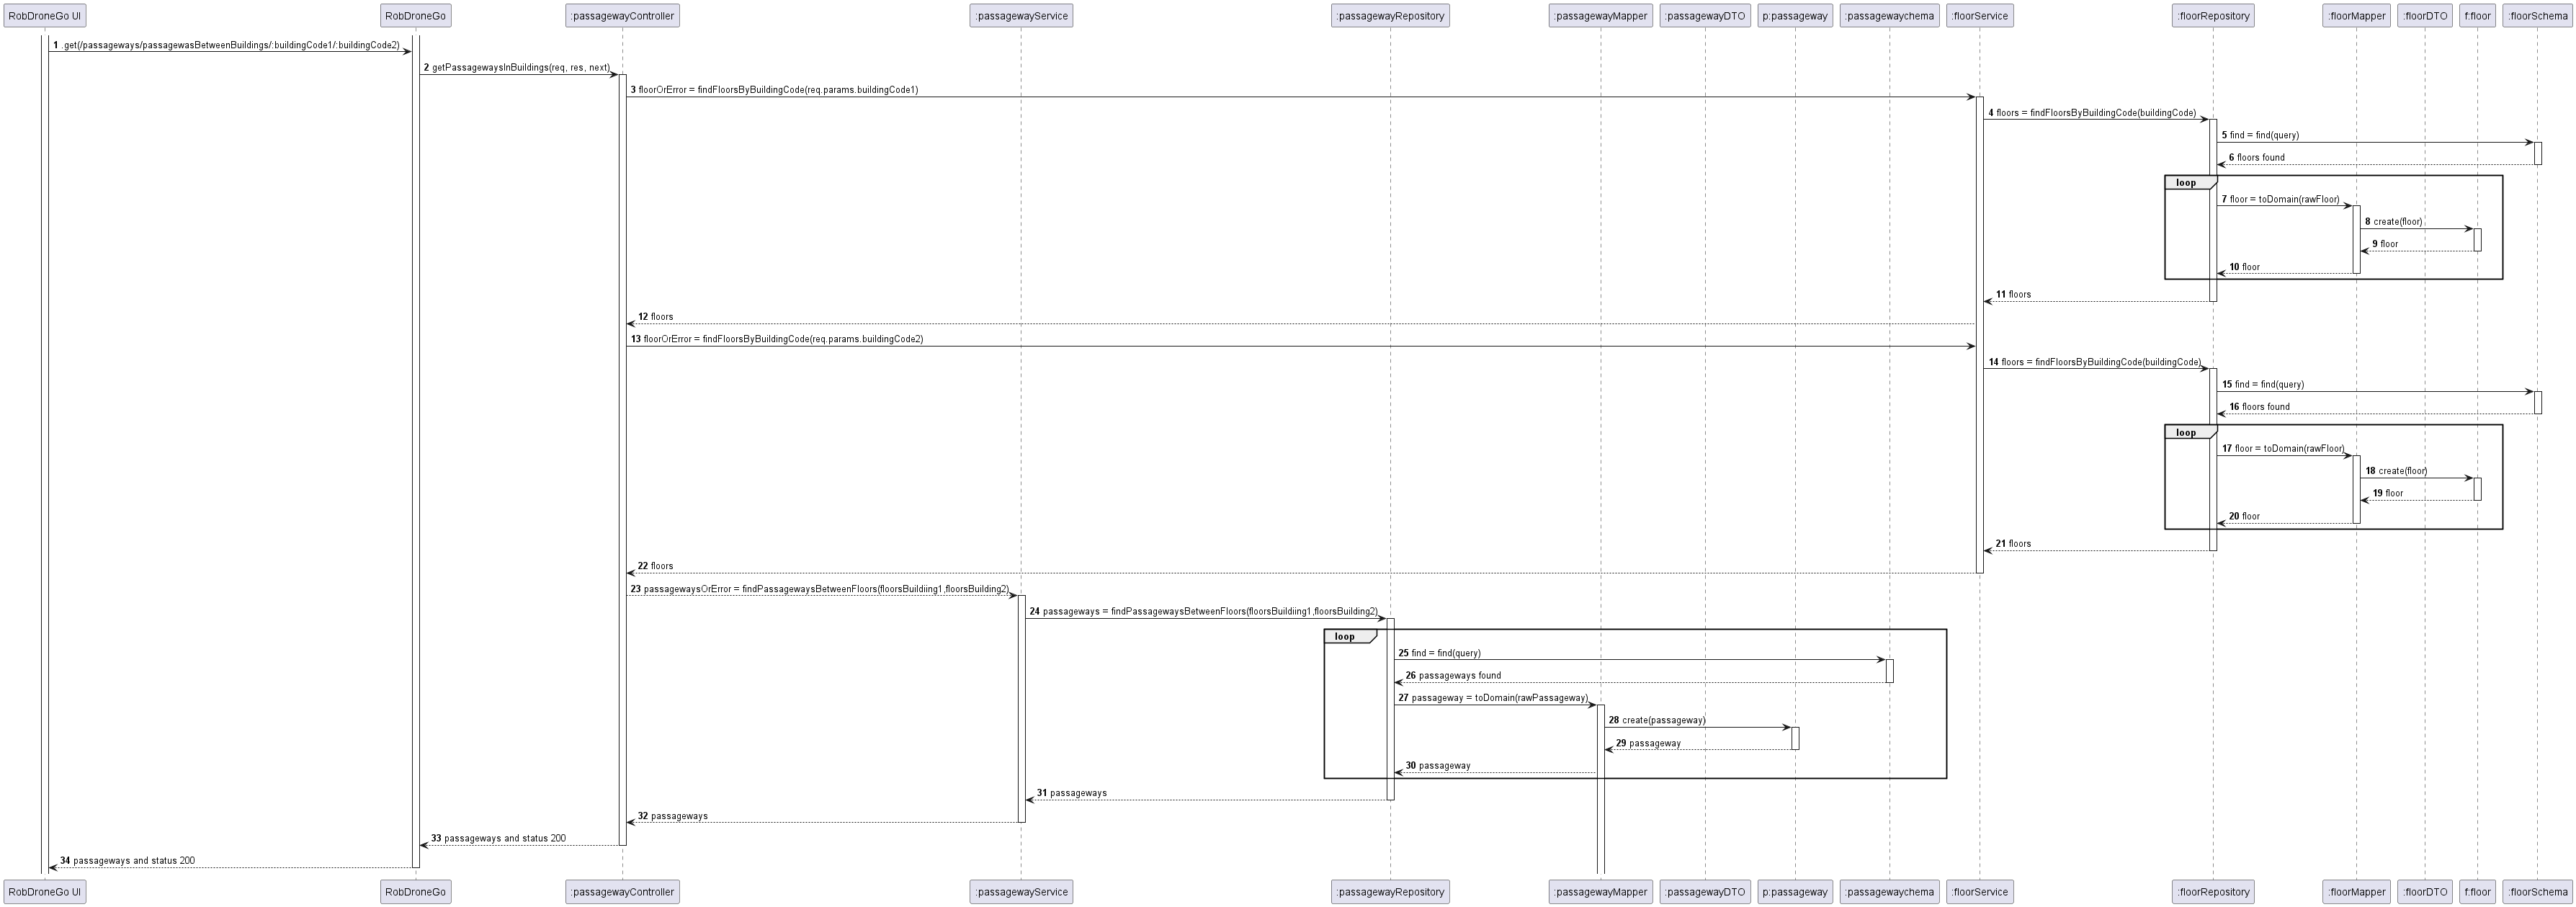 RobDroneGo UI
RobDroneGo
:passagewayController
:passagewayService
:passagewayRepository
:passagewayMapper
:passagewayDTO
p:passageway
:passagewaychema
:floorService
:floorRepository
:floorMapper
:floorDTO
f:floor
:floorSchema
1 .get(/passageways/passagewasBetweenBuildings/:buildingCode1/:buildingCode2)
2 getPassagewaysInBuildings(req, res, next)
3 floorOrError = findFloorsByBuildingCode(req.params.buildingCode1)
4 floors = findFloorsByBuildingCode(buildingCode)
5 find = find(query)
6 floors found
loop
7 floor = toDomain(rawFloor)
8 create(floor)
9 floor
10 floor
11 floors
12 floors
13 floorOrError = findFloorsByBuildingCode(req.params.buildingCode2)
14 floors = findFloorsByBuildingCode(buildingCode)
15 find = find(query)
16 floors found
loop
17 floor = toDomain(rawFloor)
18 create(floor)
19 floor
20 floor
21 floors
22 floors
23 passagewaysOrError = findPassagewaysBetweenFloors(floorsBuildiing1,floorsBuilding2)
24 passageways = findPassagewaysBetweenFloors(floorsBuildiing1,floorsBuilding2)
loop
25 find = find(query)
26 passageways found
27 passageway = toDomain(rawPassageway)
28 create(passageway)
29 passageway
30 passageway
31 passageways
32 passageways
33 passageways and status 200
34 passageways and status 200
RobDroneGo UI
RobDroneGo
:passagewayController
:passagewayService
:passagewayRepository
:passagewayMapper
:passagewayDTO
p:passageway
:passagewaychema
:floorService
:floorRepository
:floorMapper
:floorDTO
f:floor
:floorSchema